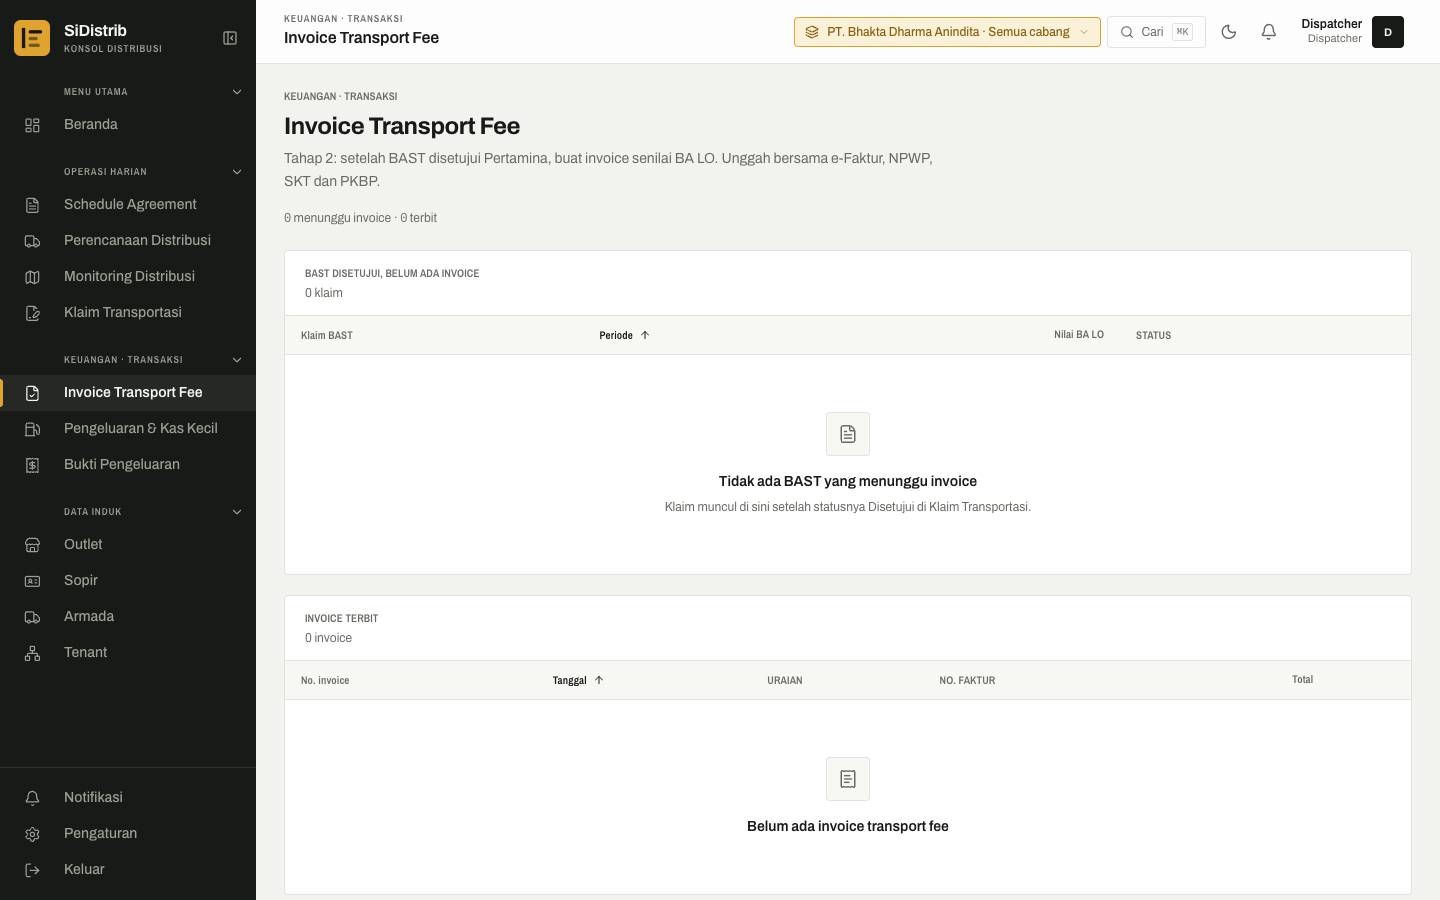 SiDistrib
KONSOL DISTRIBUSI
MENU UTAMA
Beranda
OPERASI HARIAN
Schedule Agreement
Perencanaan Distribusi
Monitoring Distribusi
Klaim Transportasi
KEUANGAN · TRANSAKSI
Invoice Transport Fee
Pengeluaran & Kas Kecil
Bukti Pengeluaran
DATA INDUK
Outlet
Sopir
Armada
Tenant
Notifikasi
Pengaturan
Keluar
KEUANGAN · TRANSAKSI
Invoice Transport Fee
PT. Bhakta Dharma Anindita · Semua cabang
Cari ⌘K
Dispatcher
Dispatcher
D
KEUANGAN · TRANSAKSI
Invoice Transport Fee
Tahap 2: setelah BAST disetujui Pertamina, buat invoice senilai BA LO. Unggah bersama e-Faktur, NPWP,
SKT dan PKBP.
0 menunggu invoice · 0 terbit
BAST DISETUJUI, BELUM ADA INVOICE
0 klaim
Klaim BAST Periode Nilai BA LO STATUS
Tidak ada BAST yang menunggu invoice
Klaim muncul di sini setelah statusnya Disetujui di Klaim Transportasi.
INVOICE TERBIT
0 invoice
No. invoice Tanggal URAIAN NO. FAKTUR Total
Belum ada invoice transport fee